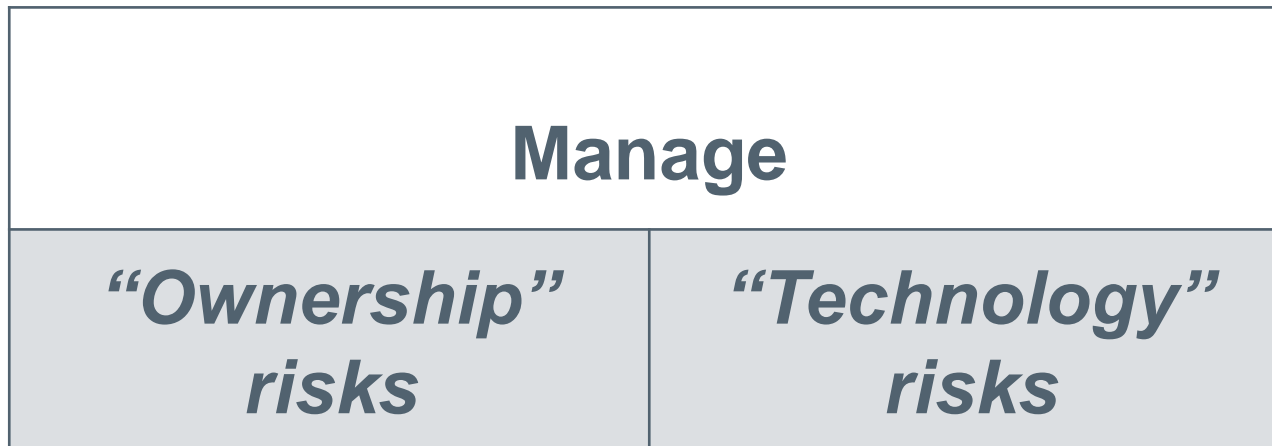 Manage
“Ownership”
risks
“Technology”
risks